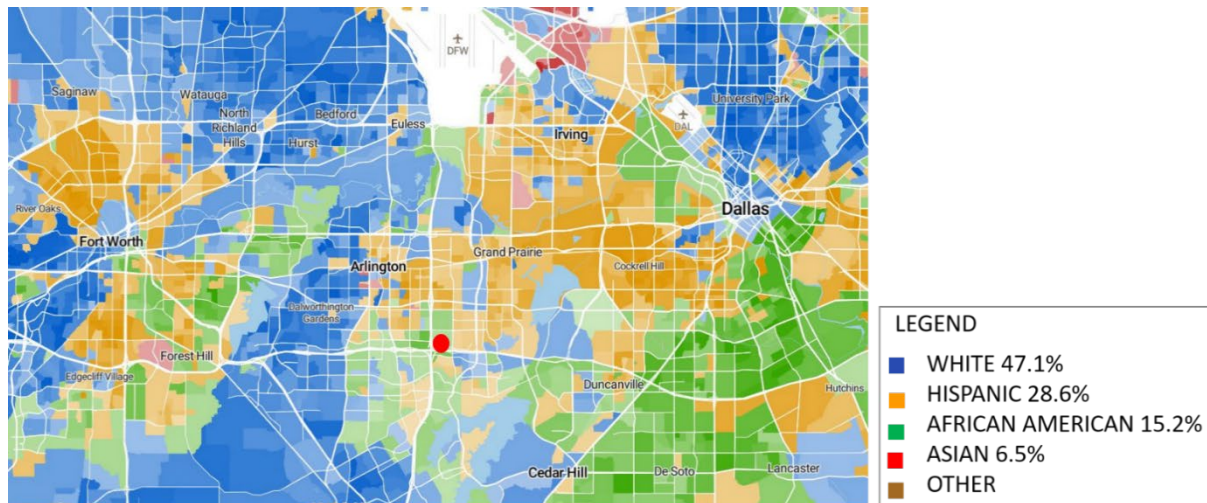 DFW
Saginaw
Watauga
University Park
North
Richland
Hills
Bedford
Euless
Hurst
Irving
DAL
River Oaks
Fort Worth
Dallas
Arlington
Grand Prairie
Cockrell Hill
Dalworthington
Gardens
Forest Hill
Edgecliff Village
Duncanville
Hutchins
Cedar Hill
De Soto
Lancaster
LEGEND
WHITE 47.1%
HISPANIC 28.6%
AFRICAN AMERICAN 15.2%
ASIAN 6.5%
OTHER